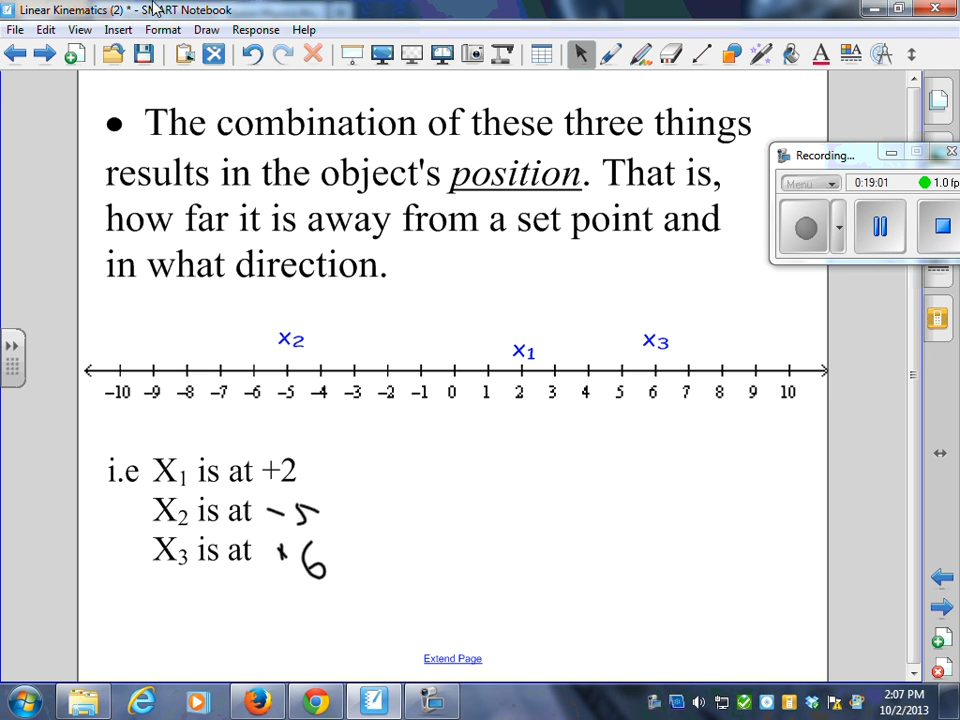 Linear Kinematics (2) * - SMART Notebook
File Edit View Insert Format Draw Response Help
• The combination of these three things
results in the object's position. That is,
how far it is away from a set point and
in what direction.
Recording...
Menu 0:19:01 1.0 fp
X2 X1 X3
-10 -9 -8 -7 -6 -5 -4 -3 -2 -1 0 1 2 3 4 5 6 7 8 9 10
i.e X1 is at +2
X2 is at -5
X3 is at +6
Extend Page
2:07 PM
10/2/2013